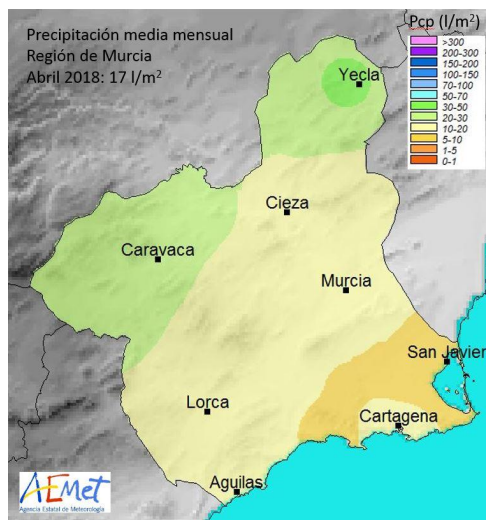 Precipitación media mensual
Región de Murcia
Abril 2018: 17 l/m²
Pcp (l/m²)
>300
200-300
150-200
100-150
70-100
50-70
30-50
20-30
10-20
5-10
1-5
0-1
Yecla
Cieza
Caravaca
Murcia
San Javier
Lorca
Cartagena
Aguilas
AEMet
Agencia Estatal de Meteorología